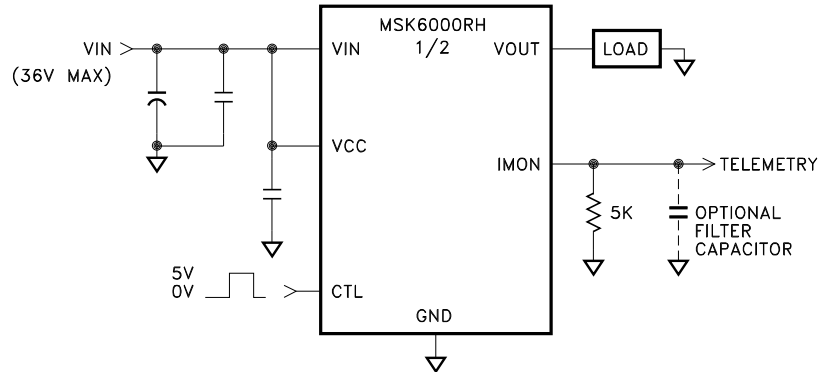 MSK6000RH
1/2
VIN
(36V MAX)
VIN
VOUT
LOAD
VCC
IMON
TELEMETRY
5K
OPTIONAL
FILTER
CAPACITOR
5V
0V
CTL
GND